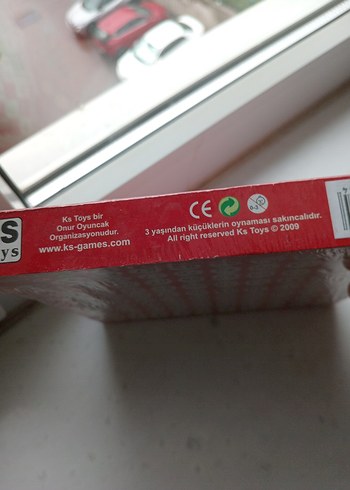 S
ys
Ks Toys bir
Onur Oyuncak
Organizasyonudur.
www.ks-games.com
CE
3 yaşından küçüklerin oynaması sakıncalıdır.
All right reserved Ks Toys © 2009